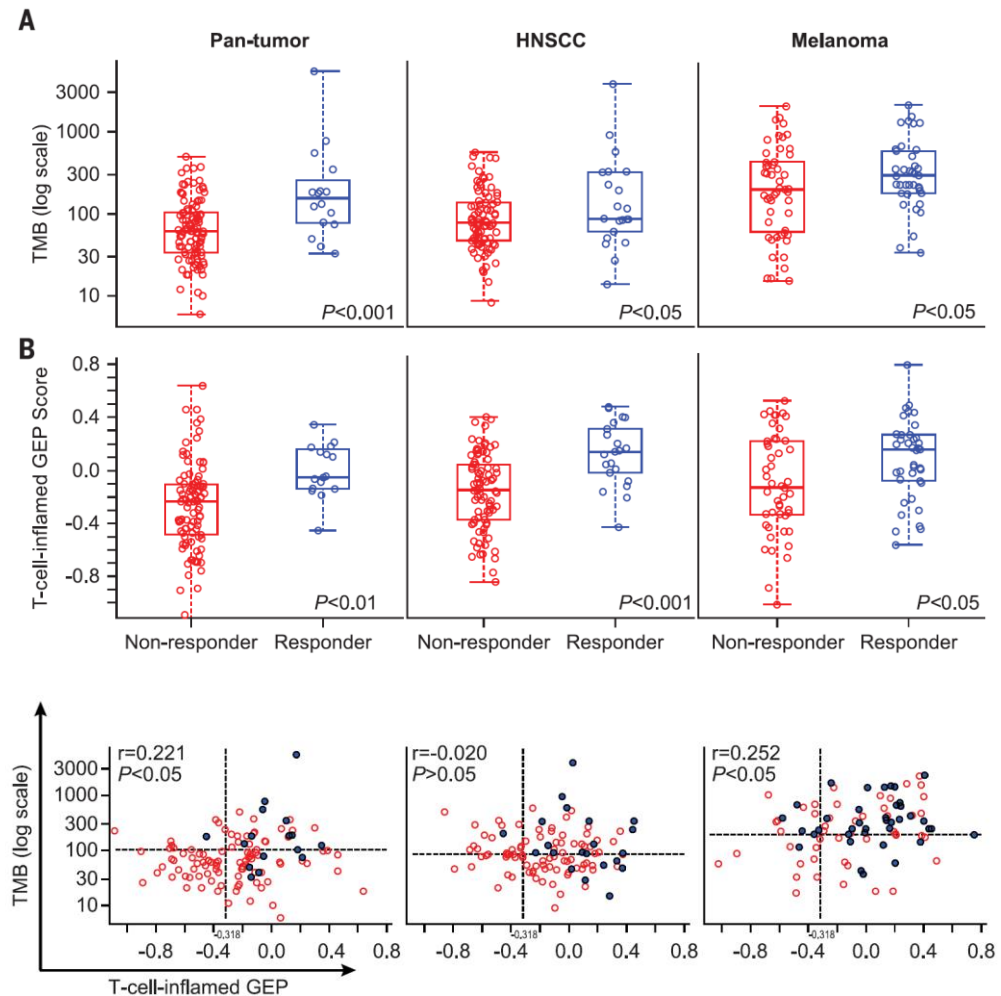 A
Pan-tumor
HNSCC
Melanoma
TMB (log scale)
3000
1000
300
100
30
10
P<0.001
P<0.05
P<0.05
B
T-cell-inflamed GEP Score
0.8
0.4
0.0
-0.4
-0.8
P<0.01
P<0.001
P<0.05
Non-responder Responder
Non-responder Responder
Non-responder Responder
TMB (log scale)
3000
1000
300
100
30
10
r=0.221
P<0.05
r=-0.020
P>0.05
r=0.252
P<0.05
-0.318
-0.318
-0.318
-0.8 -0.4 0.0 0.4 0.8
-0.8 -0.4 0.0 0.4 0.8
-0.8 -0.4 0.0 0.4 0.8
T-cell-inflamed GEP